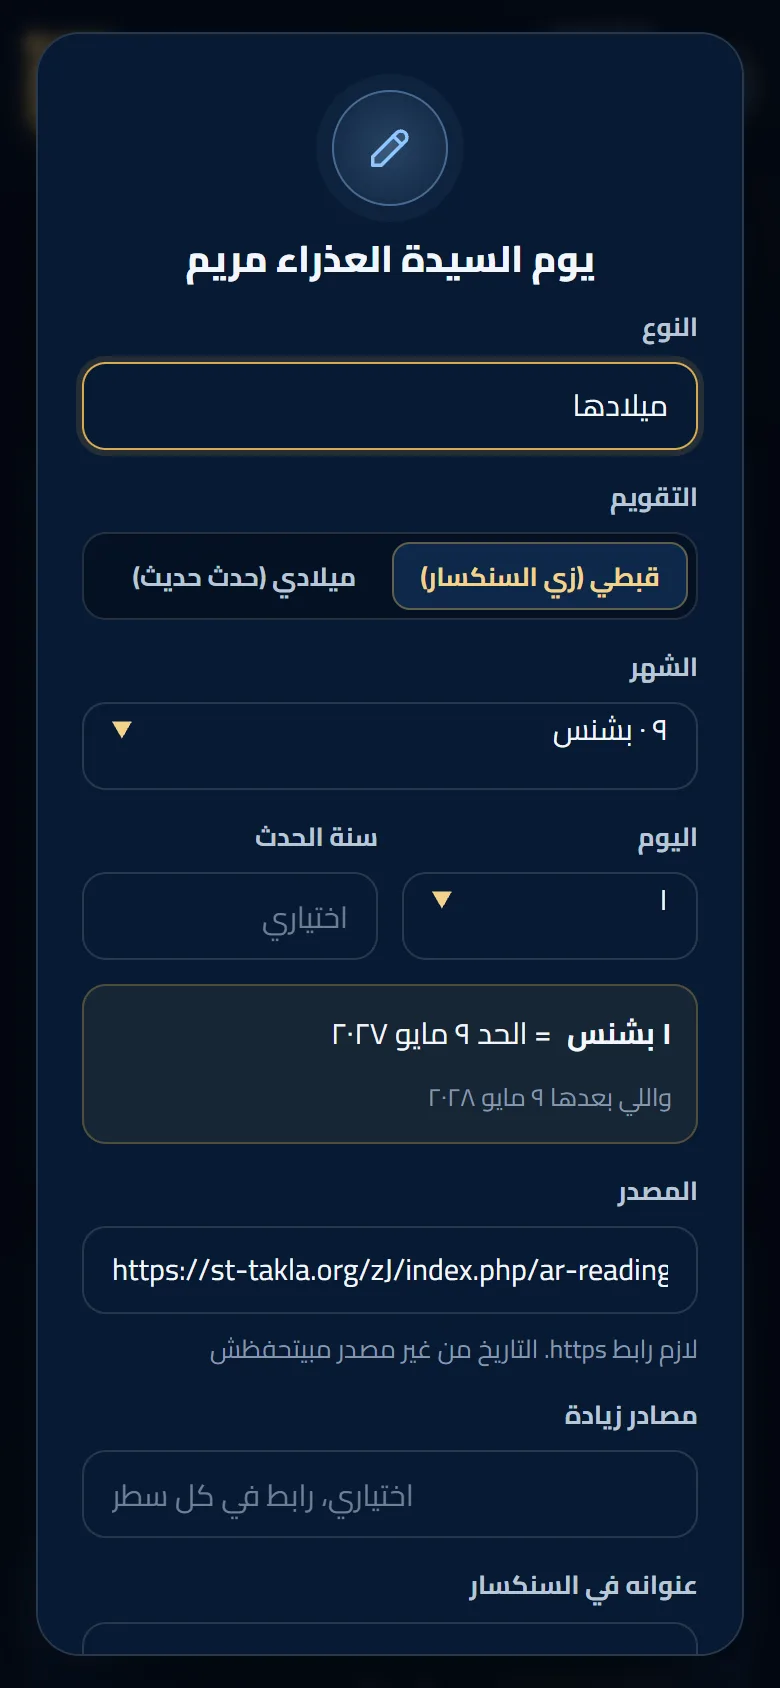 يوم السيدة العذراء مريم
النوع
ميلادها
التقويم
قبطي (زي السنكسار)
ميلادي (حدث حديث)
الشهر
٠٩ بشنس
اليوم
سنة الحدث
١
اختياري
١ بشنس = الحد ٩ مايو ٢٠٢٧
واللي بعدها ٩ مايو ٢٠٢٨
المصدر
https://st-takla.org/zJ/index.php/ar-reading
لازم رابط https. التاريخ من غير مصدر مبيتحفظش
مصادر زيادة
اختياري، رابط في كل سطر
عنوانه في السنكسار